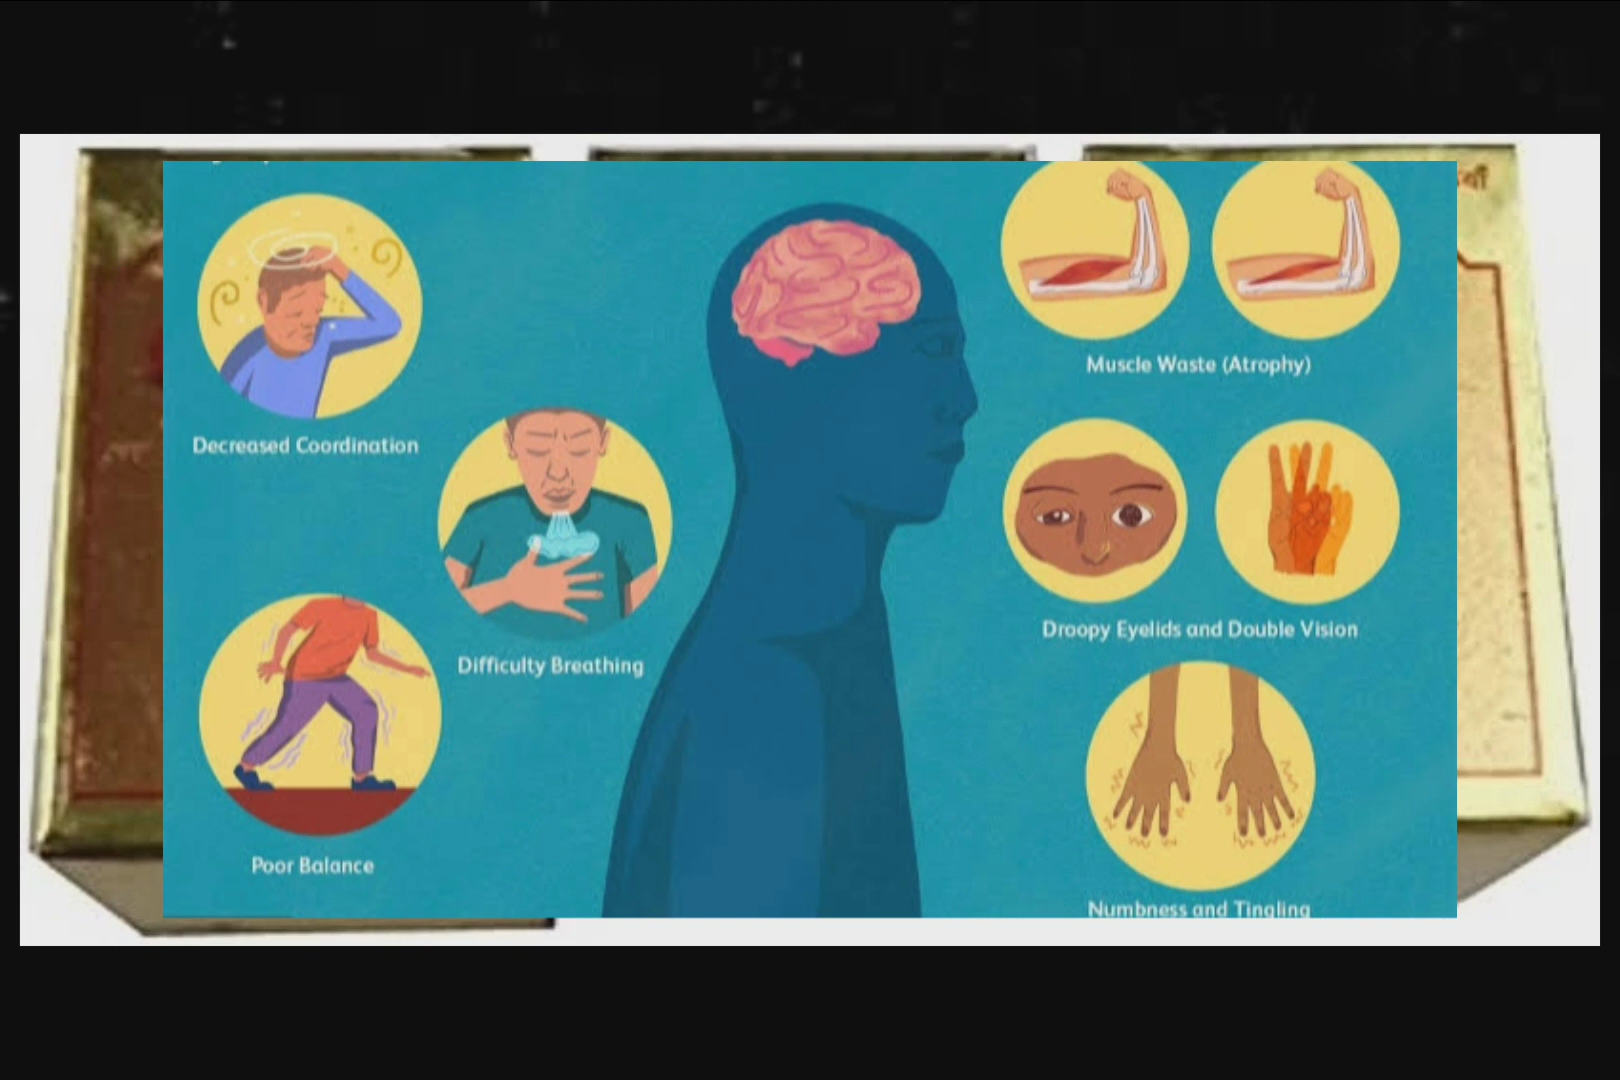 Decreased Coordination
Difficulty Breathing
Poor Balance
Muscle Waste (Atrophy)
Droopy Eyelids and Double Vision
Numbness and Tingling